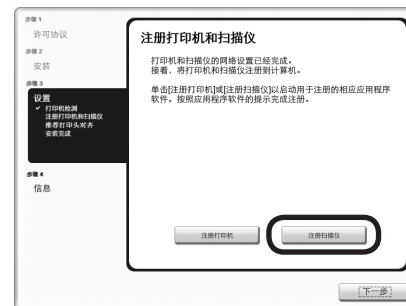 步骤 1
许可协议
步骤 2
安装
步骤 3
设置
✓ 打印机检测
注册打印机和扫描仪
推荐打印头对齐
安装完成
步骤 4
信息
注册打印机和扫描仪
打印机和扫描仪的网络设置已经完成。
接着，将打印机和扫描仪注册到计算机。
单击[注册打印机]或[注册扫描仪]以启动用于注册的相应应用程序
软件。按照应用程序软件的提示完成注册。
注册打印机
注册扫描仪
下一步